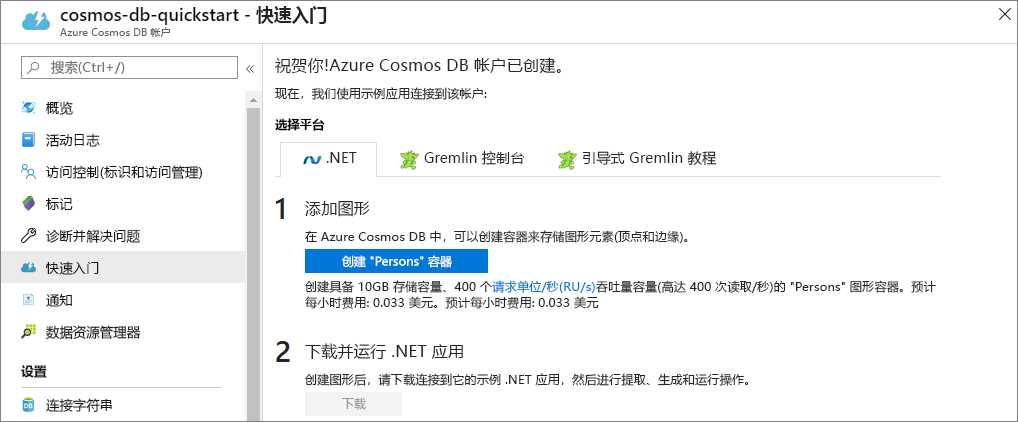 cosmos-db-quickstart - 快速入门
Azure Cosmos DB 帐户
搜索(Ctrl+/)
概览
活动日志
访问控制(标识和访问管理)
标记
诊断并解决问题
快速入门
通知
数据资源管理器
设置
连接字符串
祝贺你!Azure Cosmos DB 帐户已创建。
现在，我们使用示例应用连接到该帐户:
选择平台
.NET
Gremlin 控制台
引导式 Gremlin 教程
1 添加图形
在 Azure Cosmos DB 中，可以创建容器来存储图形元素(顶点和边缘)。
创建 "Persons" 容器
创建具备 10GB 存储容量、400 个请求单位/秒(RU/s)吞吐量容量(高达 400 次读取/秒)的 "Persons" 图形容器。预计
每小时费用: 0.033 美元。预计每小时费用: 0.033 美元
2 下载并运行 .NET 应用
创建图形后，请下载连接到它的示例 .NET 应用，然后进行提取、生成和运行操作。
下载